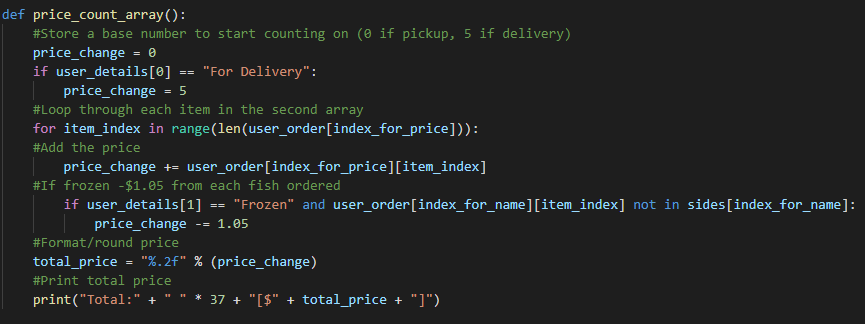 def price_count_array():
    #Store a base number to start counting on (0 if pickup, 5 if delivery)
    price_change = 0
    if user_details[0] == "For Delivery":
        price_change = 5
    #Loop through each item in the second array
    for item_index in range(len(user_order[index_for_price])):
    #Add the price
        price_change += user_order[index_for_price][item_index]
    #If frozen -$1.05 from each fish ordered
        if user_details[1] == "Frozen" and user_order[index_for_name][item_index] not in sides[index_for_name]:
            price_change -= 1.05
    #Format/round price
    total_price = "%.2f" % (price_change)
    #Print total price
    print("Total:" + " " * 37 + "[$" + total_price + "]")